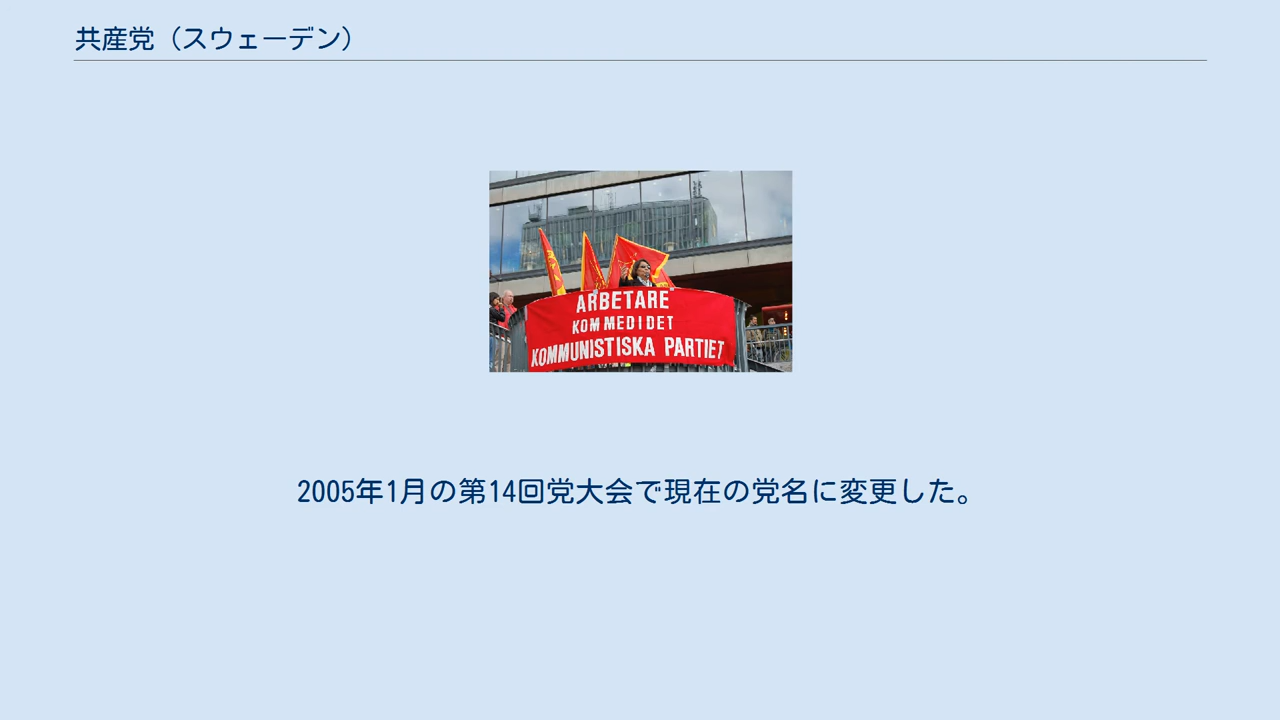 共産党（スウェーデン）
ARBETARE
KOM MED I DET
KOMMUNISTISKA PARTIET
2005年1月の第14回党大会で現在の党名に変更した。